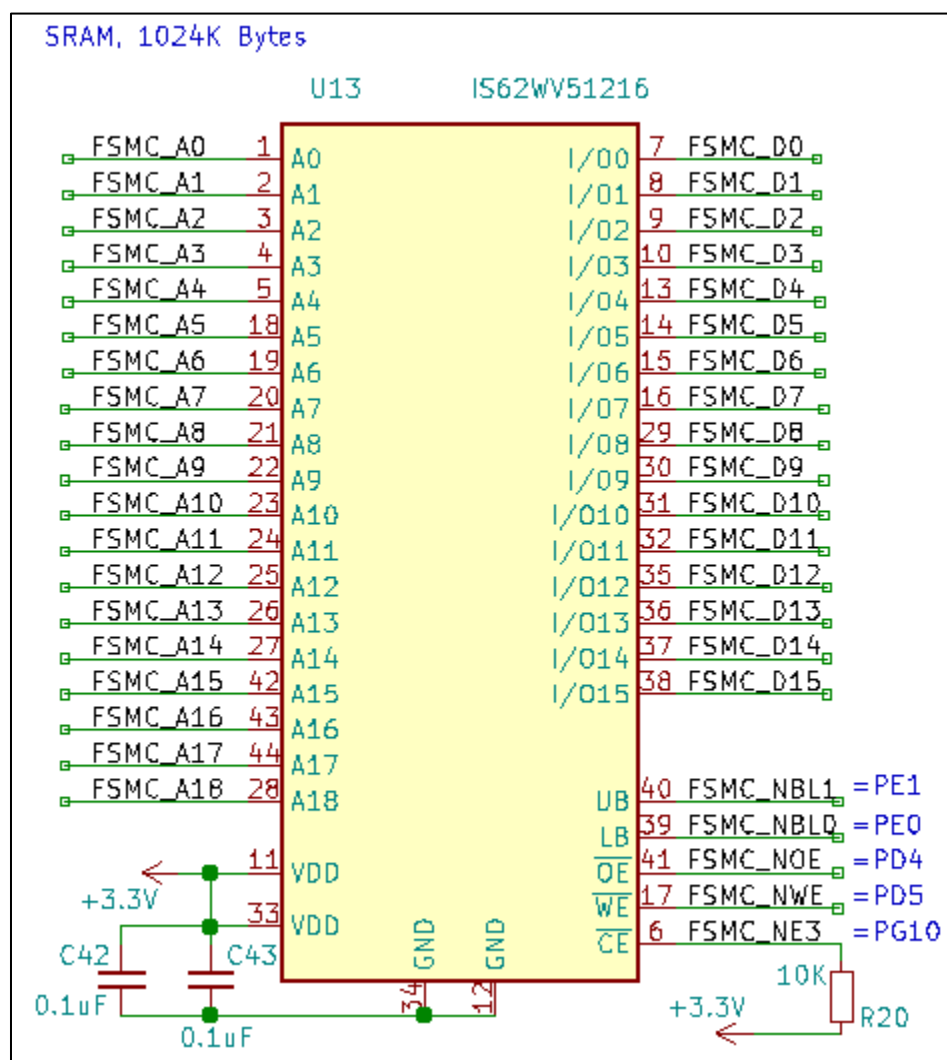 SRAM, 1024K Bytes
U13 IS62WV51216
FSMC_A0 1 A0 I/O0 7 FSMC_D0
FSMC_A1 2 A1 I/O1 8 FSMC_D1
FSMC_A2 3 A2 I/O2 9 FSMC_D2
FSMC_A3 4 A3 I/O3 10 FSMC_D3
FSMC_A4 5 A4 I/O4 13 FSMC_D4
FSMC_A5 18 A5 I/O5 14 FSMC_D5
FSMC_A6 19 A6 I/O6 15 FSMC_D6
FSMC_A7 20 A7 I/O7 16 FSMC_D7
FSMC_A8 21 A8 I/O8 29 FSMC_D8
FSMC_A9 22 A9 I/O9 30 FSMC_D9
FSMC_A10 23 A10 I/O10 31 FSMC_D10
FSMC_A11 24 A11 I/O11 32 FSMC_D11
FSMC_A12 25 A12 I/O12 35 FSMC_D12
FSMC_A13 26 A13 I/O13 36 FSMC_D13
FSMC_A14 27 A14 I/O14 37 FSMC_D14
FSMC_A15 42 A15 I/O15 38 FSMC_D15
FSMC_A16 43 A16
FSMC_A17 44 A17
FSMC_A18 28 A18 UB 40 FSMC_NBL1 =PE1
LB 39 FSMC_NBL0 =PE0
11 VDD OE 41 FSMC_NOE =PD4
+3.3V WE 17 FSMC_NWE =PD5
33 VDD GND GND CE 6 FSMC_NE3 =PG10
C42 C43 34 12 10K
0.1uF 0.1uF +3.3V R20